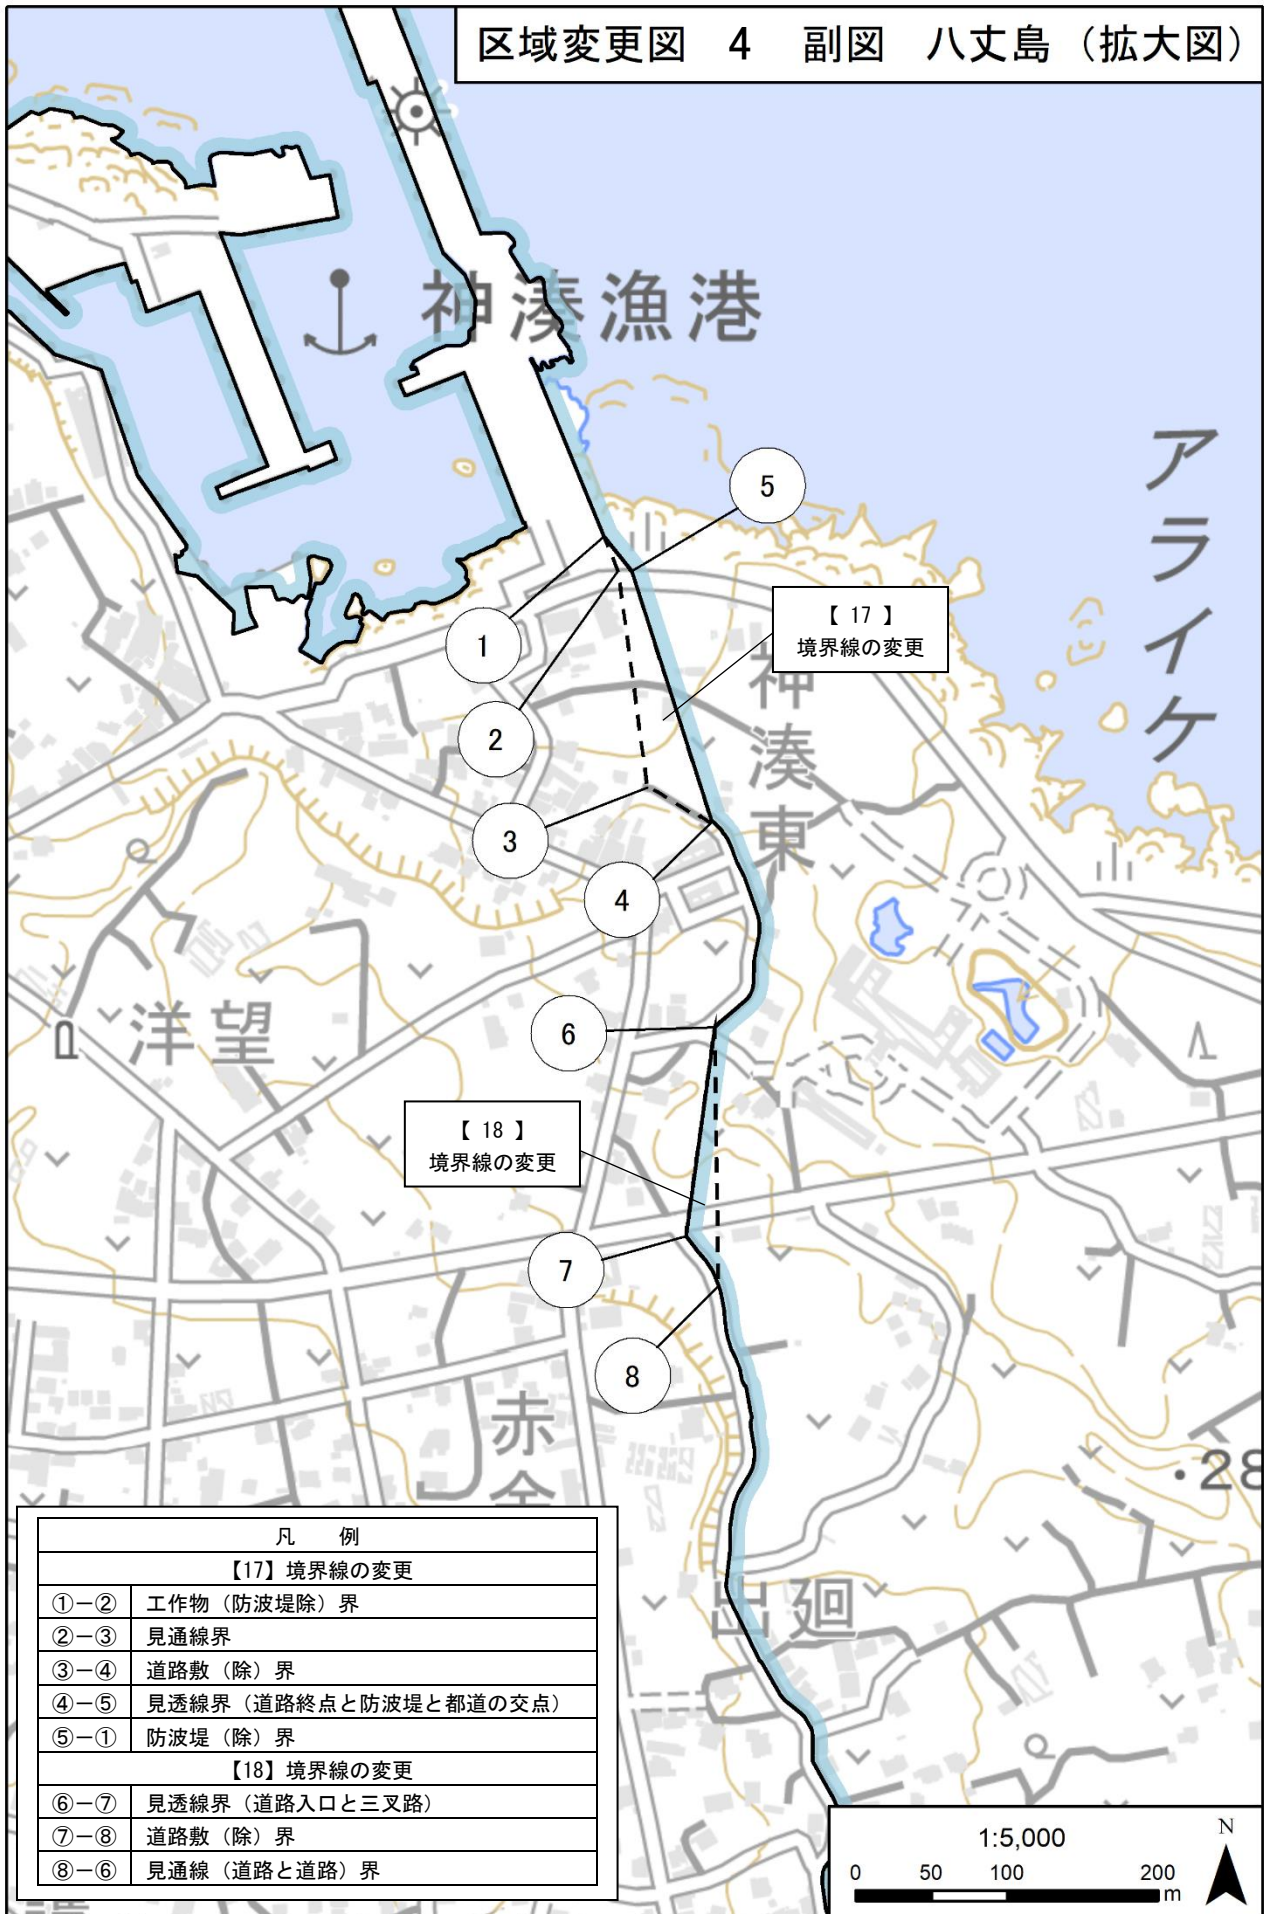 区域変更図　4　副図　八丈島（拡大図）
神湊漁港
アライケ
5
【 17 】
境界線の変更
1
2
神湊東
3
4
洋望
6
【 18 】
境界線の変更
7
8
赤
・28
出廻
凡　例
【17】境界線の変更
①－②　工作物（防波堤除）界
②－③　見通線界
③－④　道路敷（除）界
④－⑤　見透線界（道路終点と防波堤と都道の交点）
⑤－①　防波堤（除）界
【18】境界線の変更
⑥－⑦　見透線界（道路入口と三叉路）
⑦－⑧　道路敷（除）界
⑧－⑥　見通線（道路と道路）界
1:5,000
N
0 50 100 200
m